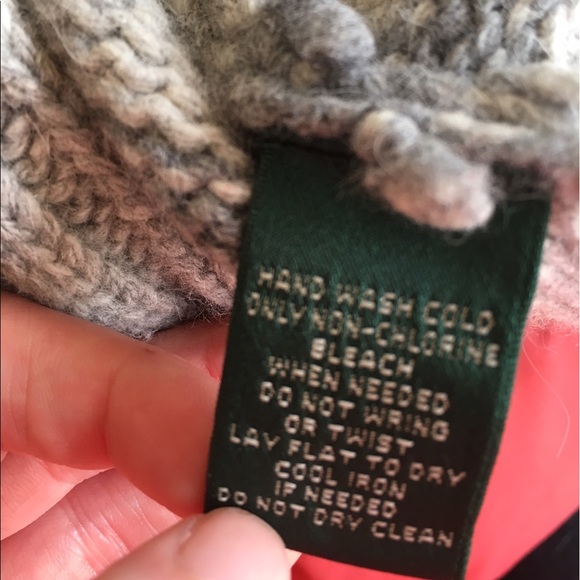 HAND WASH COLD
ONLY NON-CHLORINE
BLEACH
WHEN NEEDED
DO NOT WRING
OR TWIST
LAY FLAT TO DRY
COOL IRON
IF NEEDED
DO NOT DRY CLEAN